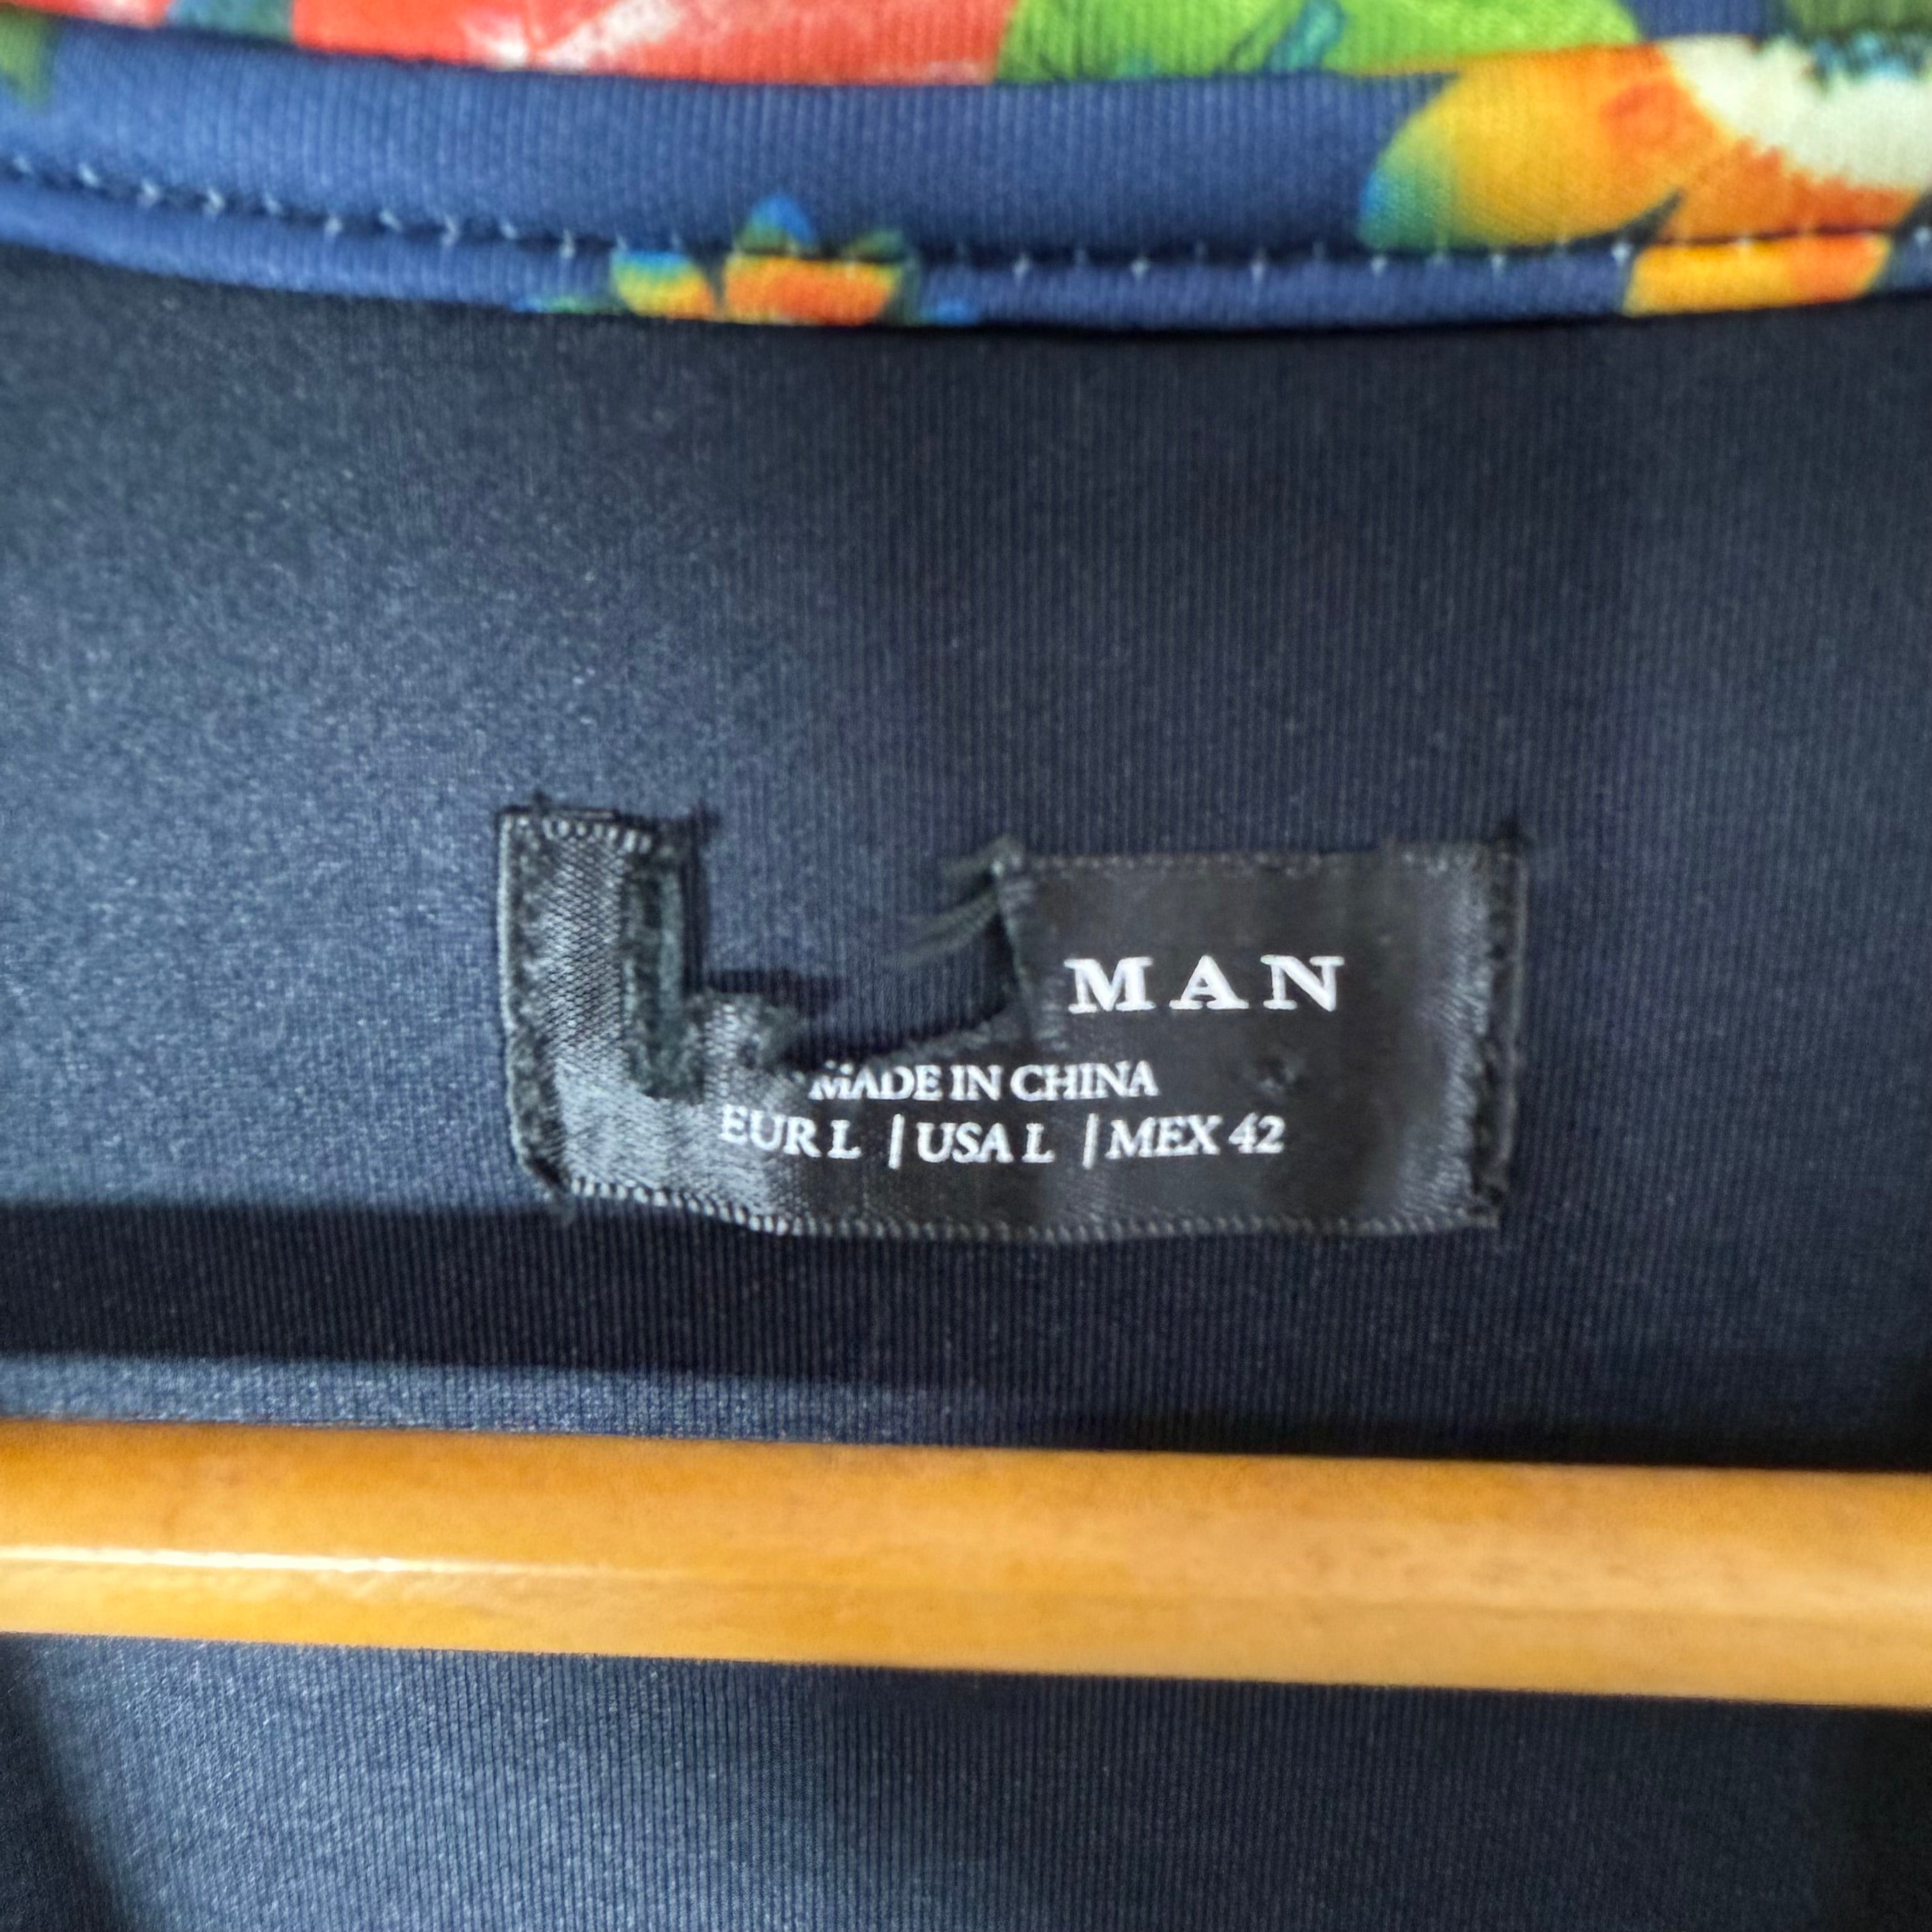 MAN
MADE IN CHINA
EUR L / USA L / MEX 42